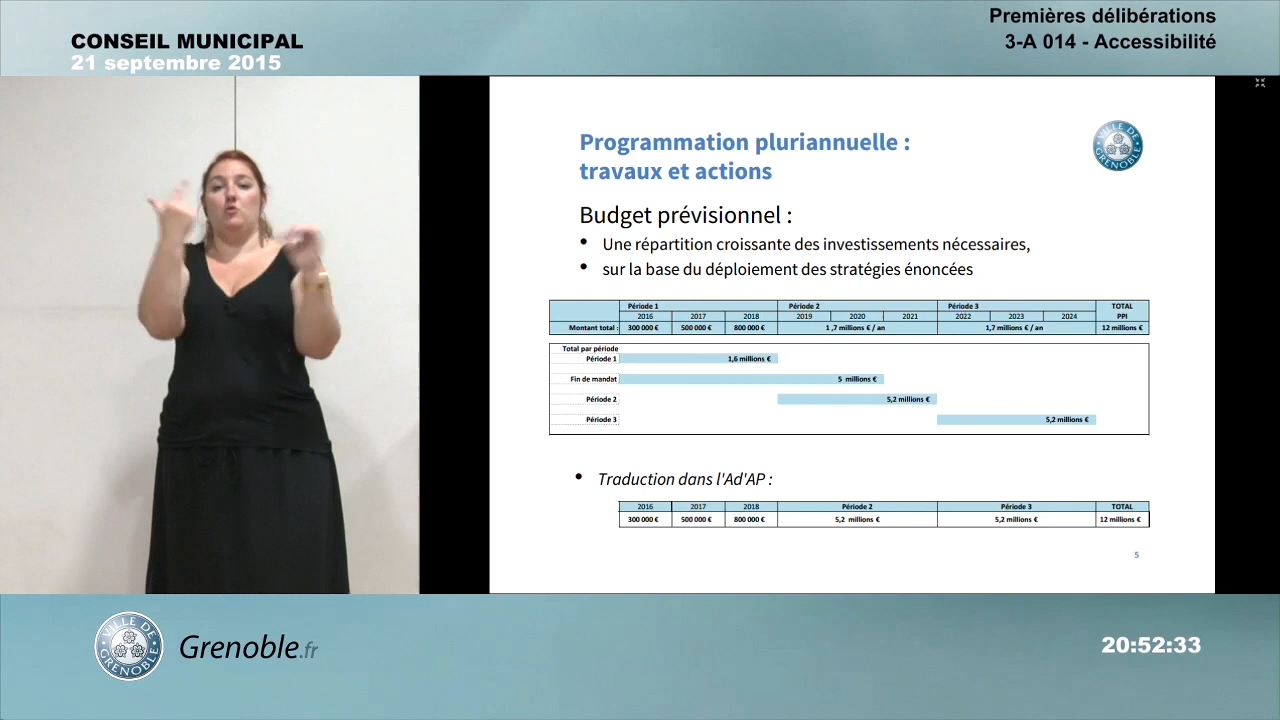 CONSEIL MUNICIPAL
21 septembre 2015
Premières délibérations
3-A 014 - Accessibilité
Programmation pluriannuelle :
travaux et actions
VILLE DE GRENOBLE
Budget prévisionnel :
• Une répartition croissante des investissements nécessaires,
• sur la base du déploiement des stratégies énoncées
Période 1 Période 2 Période 3 TOTAL
2016 2017 2018 2019 2020 2021 2022 2023 2024 PPI
Montant total : 300 000 € 500 000 € 800 000 € 1 ,7 millions € / an 1,7 millions € / an 12 millions €
Total par période
Période 1 1,6 millions €
Fin de mandat 5 millions €
Période 2 5,2 millions €
Période 3 5,2 millions €
• Traduction dans l'Ad'AP :
2016 2017 2018 Période 2 Période 3 TOTAL
300 000 € 500 000 € 800 000 € 5,2 millions € 5,2 millions € 12 millions €
5
VILLE DE GRENOBLE
Grenoble.fr
20:52:33